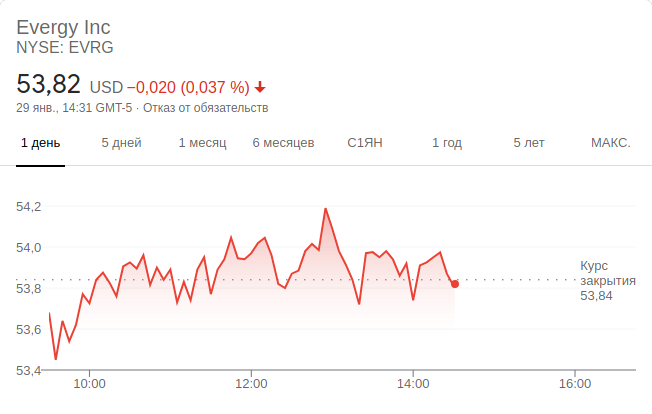 Evergy Inc
NYSE: EVRG
53,82 USD −0,020 (0,037 %)
29 янв., 14:31 GMT-5 · Отказ от обязательств
1 день 5 дней 1 месяц 6 месяцев С1ЯН 1 год 5 лет МАКС.
54,2
54,0
53,8
53,6
53,4
Курс
закрытия
53,84
10:00 12:00 14:00 16:00